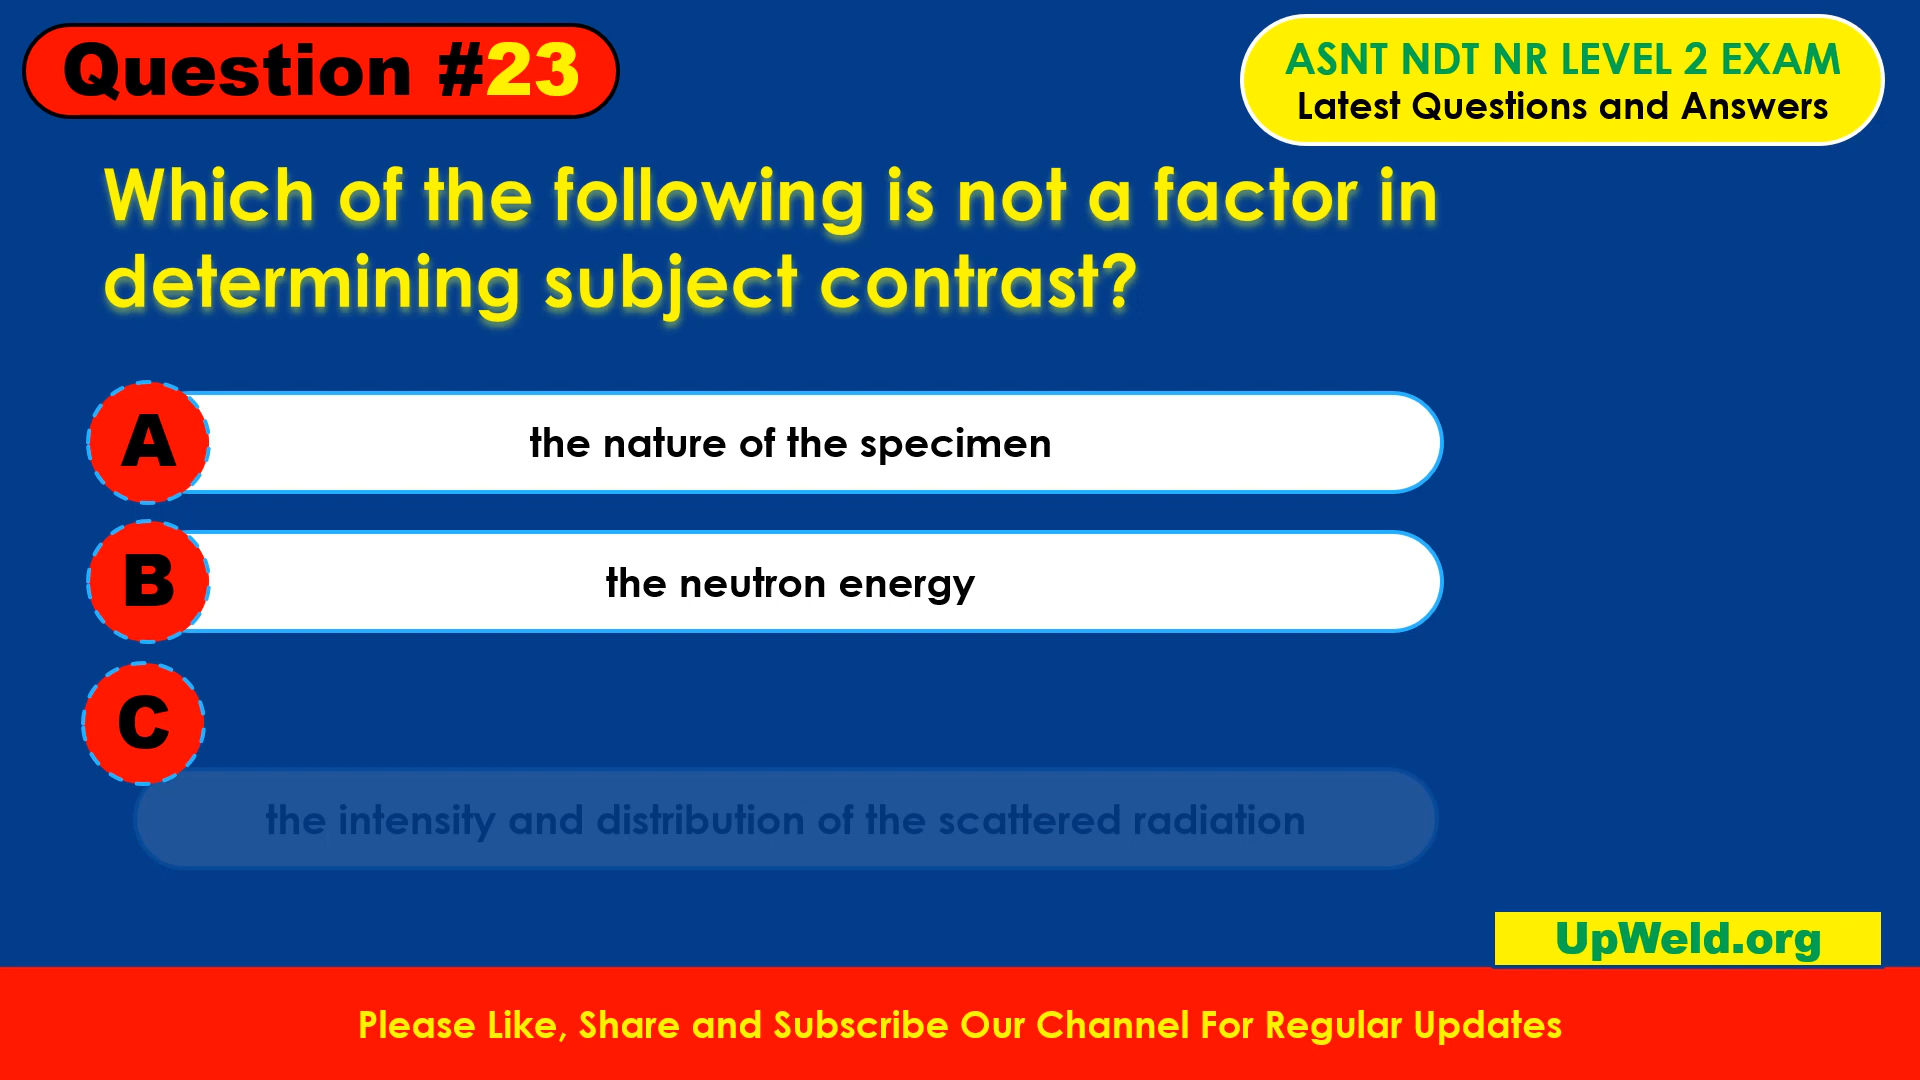 Question #23
ASNT NDT NR LEVEL 2 EXAM
Latest Questions and Answers
Which of the following is not a factor in
determining subject contrast?
A
the nature of the specimen
B
the neutron energy
C
the intensity and distribution of the scattered radiation
UpWeld.org
Please Like, Share and Subscribe Our Channel For Regular Updates